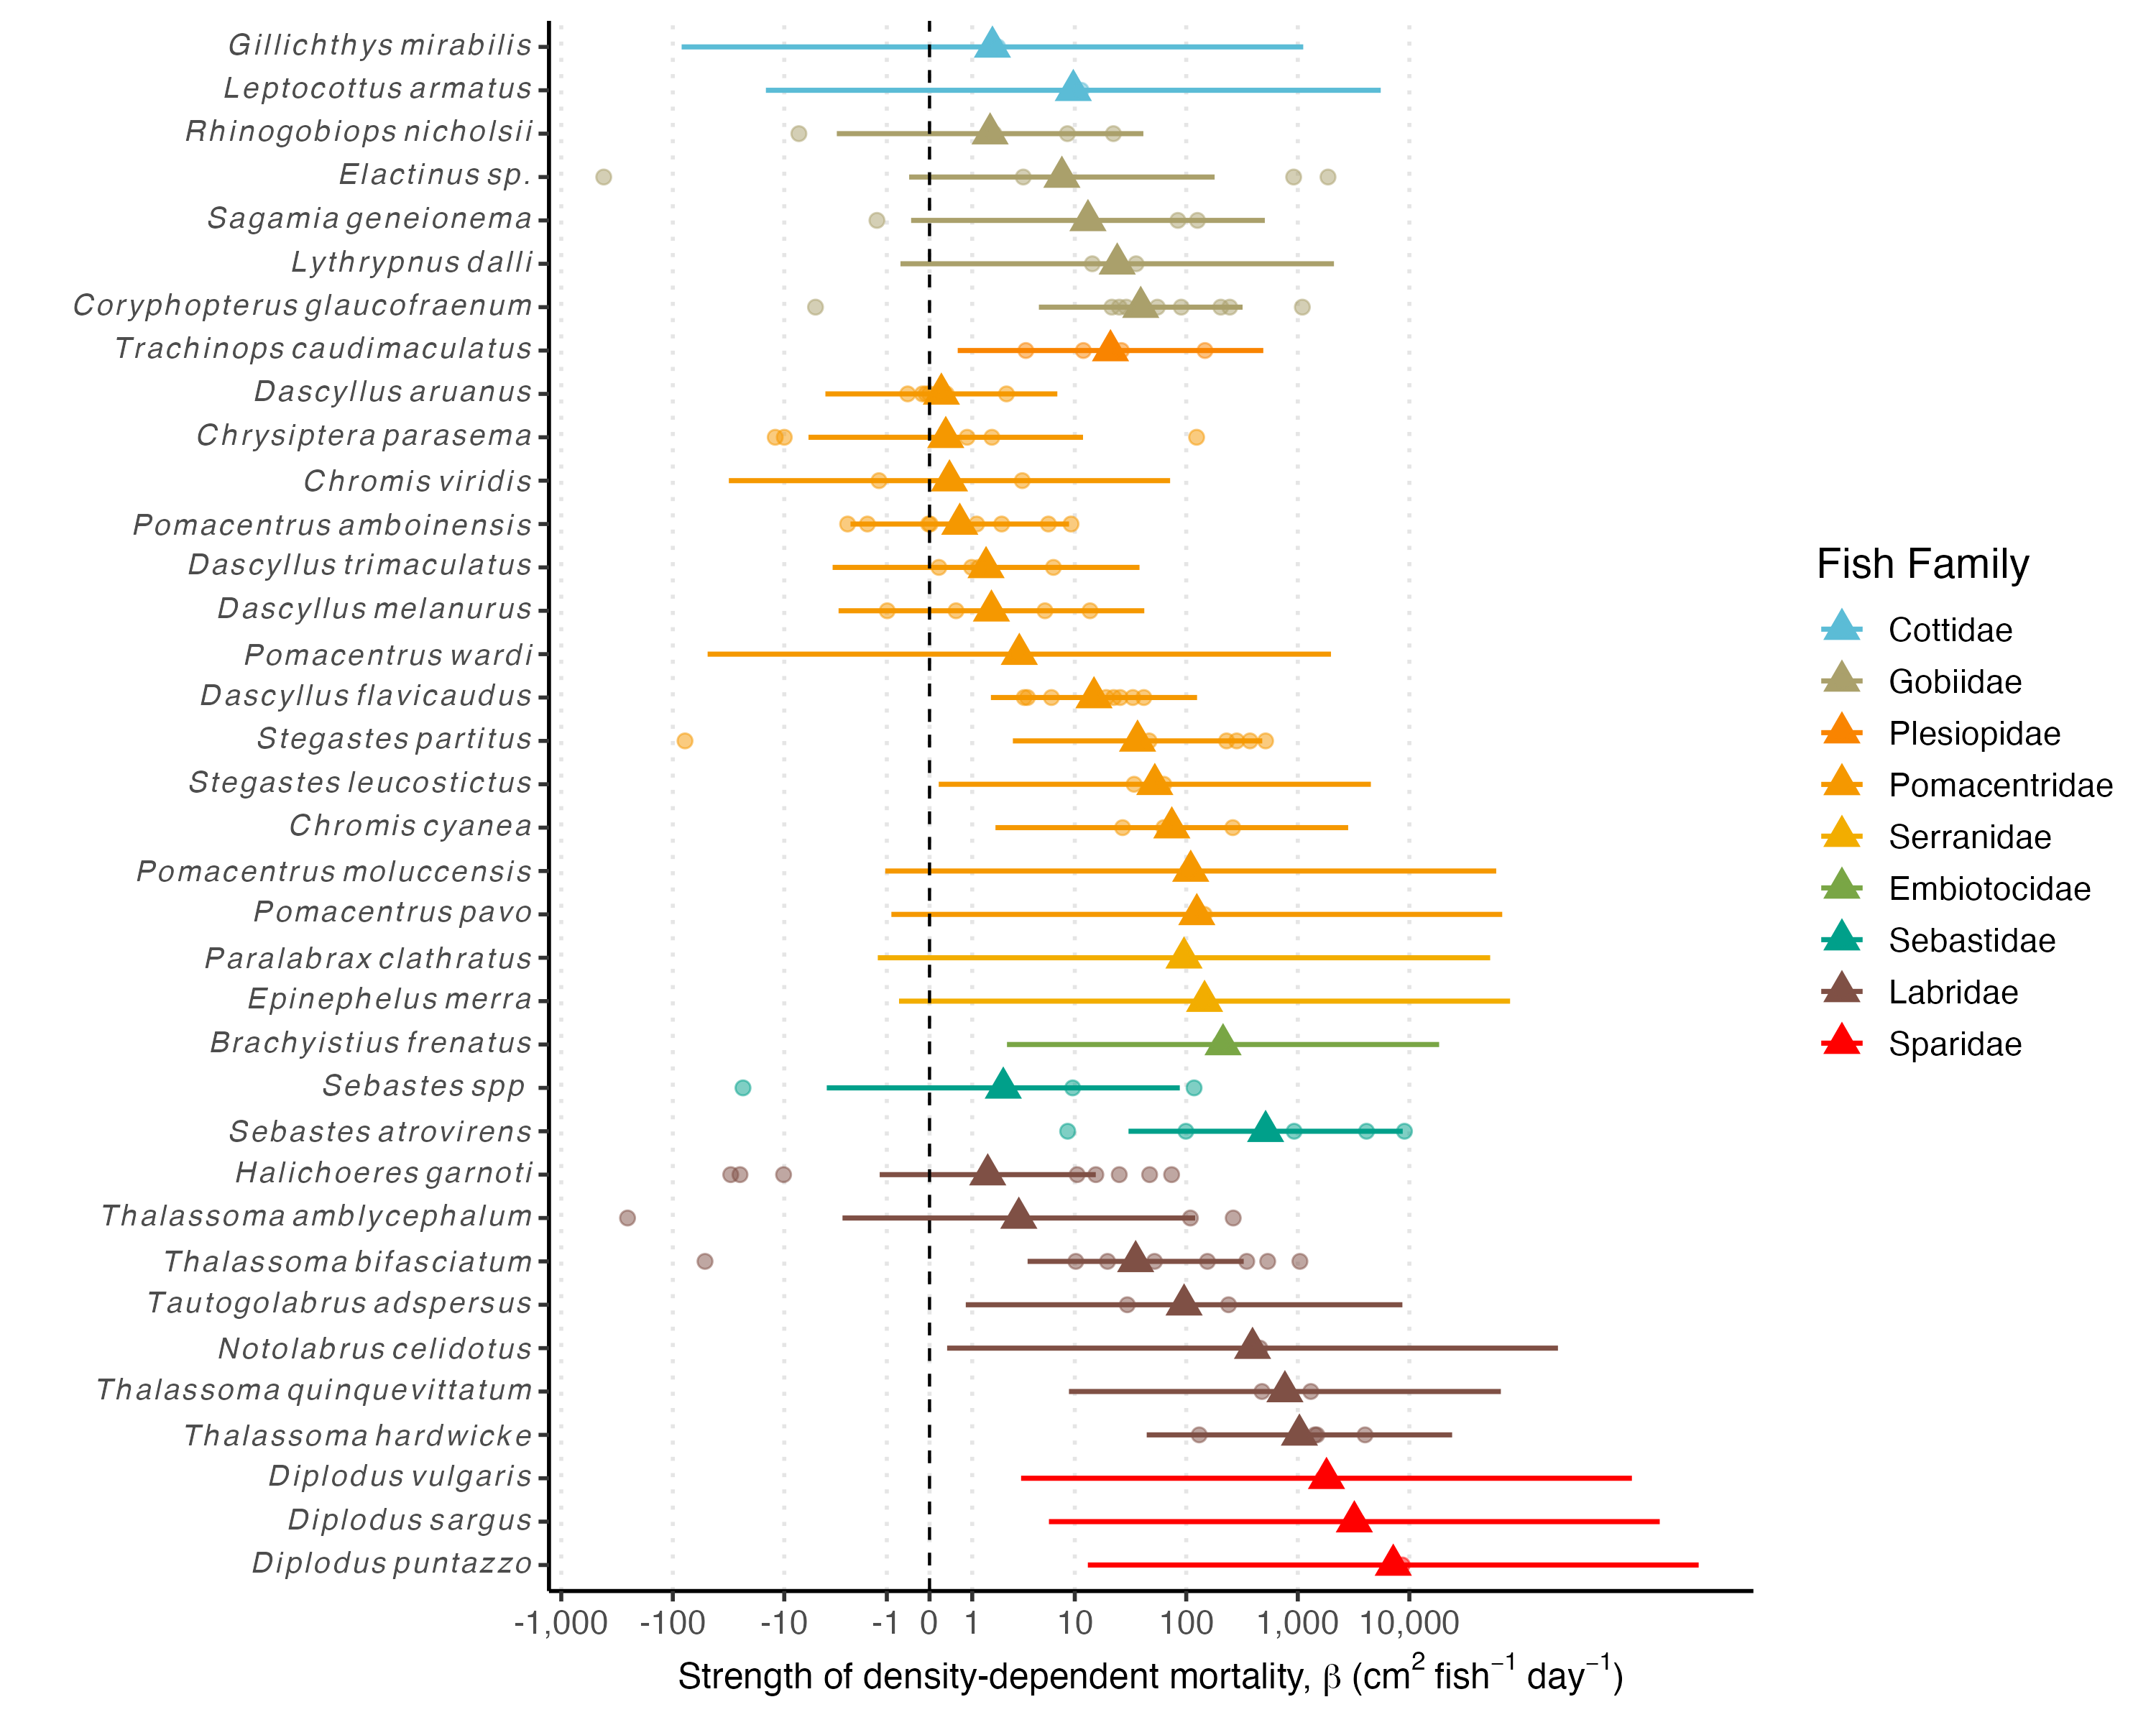 Gillichthys mirabilis
Leptocottus armatus
Rhinogobiops nicholsii
Elactinus sp.
Sagamia geneionema
Lythrypnus dalli
Coryphopterus glaucofraenum
Trachinops caudimaculatus
Dascyllus aruanus
Chrysiptera parasema
Chromis viridis
Pomacentrus amboinensis
Dascyllus trimaculatus
Dascyllus melanurus
Pomacentrus wardi
Dascyllus flavicaudus
Stegastes partitus
Stegastes leucostictus
Chromis cyanea
Pomacentrus moluccensis
Pomacentrus pavo
Paralabrax clathratus
Epinephelus merra
Brachyistius frenatus
Sebastes spp
Sebastes atrovirens
Halichoeres garnoti
Thalassoma amblycephalum
Thalassoma bifasciatum
Tautogolabrus adspersus
Notolabrus celidotus
Thalassoma quinquevittatum
Thalassoma hardwicke
Diplodus vulgaris
Diplodus sargus
Diplodus puntazzo
-1,000 -100 -10 -1 0 1 10 100 1,000 10,000
Strength of density-dependent mortality, β (cm² fish⁻¹ day⁻¹)
Fish Family
Cottidae
Gobiidae
Plesiopidae
Pomacentridae
Serranidae
Embiotocidae
Sebastidae
Labridae
Sparidae